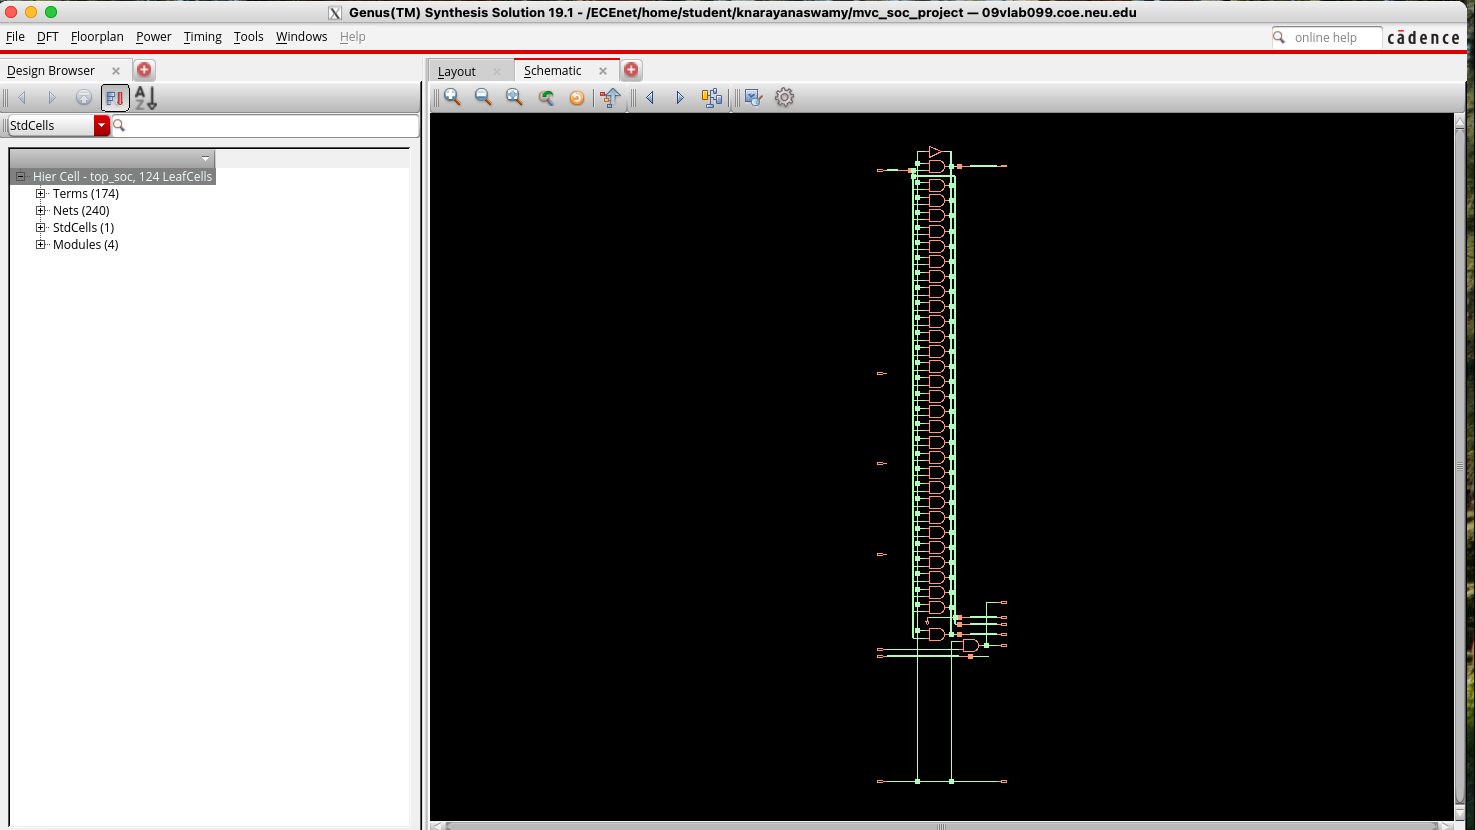 Genus(TM) Synthesis Solution 19.1 - /ECEnet/home/student/knarayanaswamy/mvc_soc_project — 09vlab099.coe.neu.edu
File DFT Floorplan Power Timing Tools Windows Help online help cādence
Design Browser Layout Schematic
StdCells
Hier Cell - top_soc, 124 LeafCells
Terms (174)
Nets (240)
StdCells (1)
Modules (4)